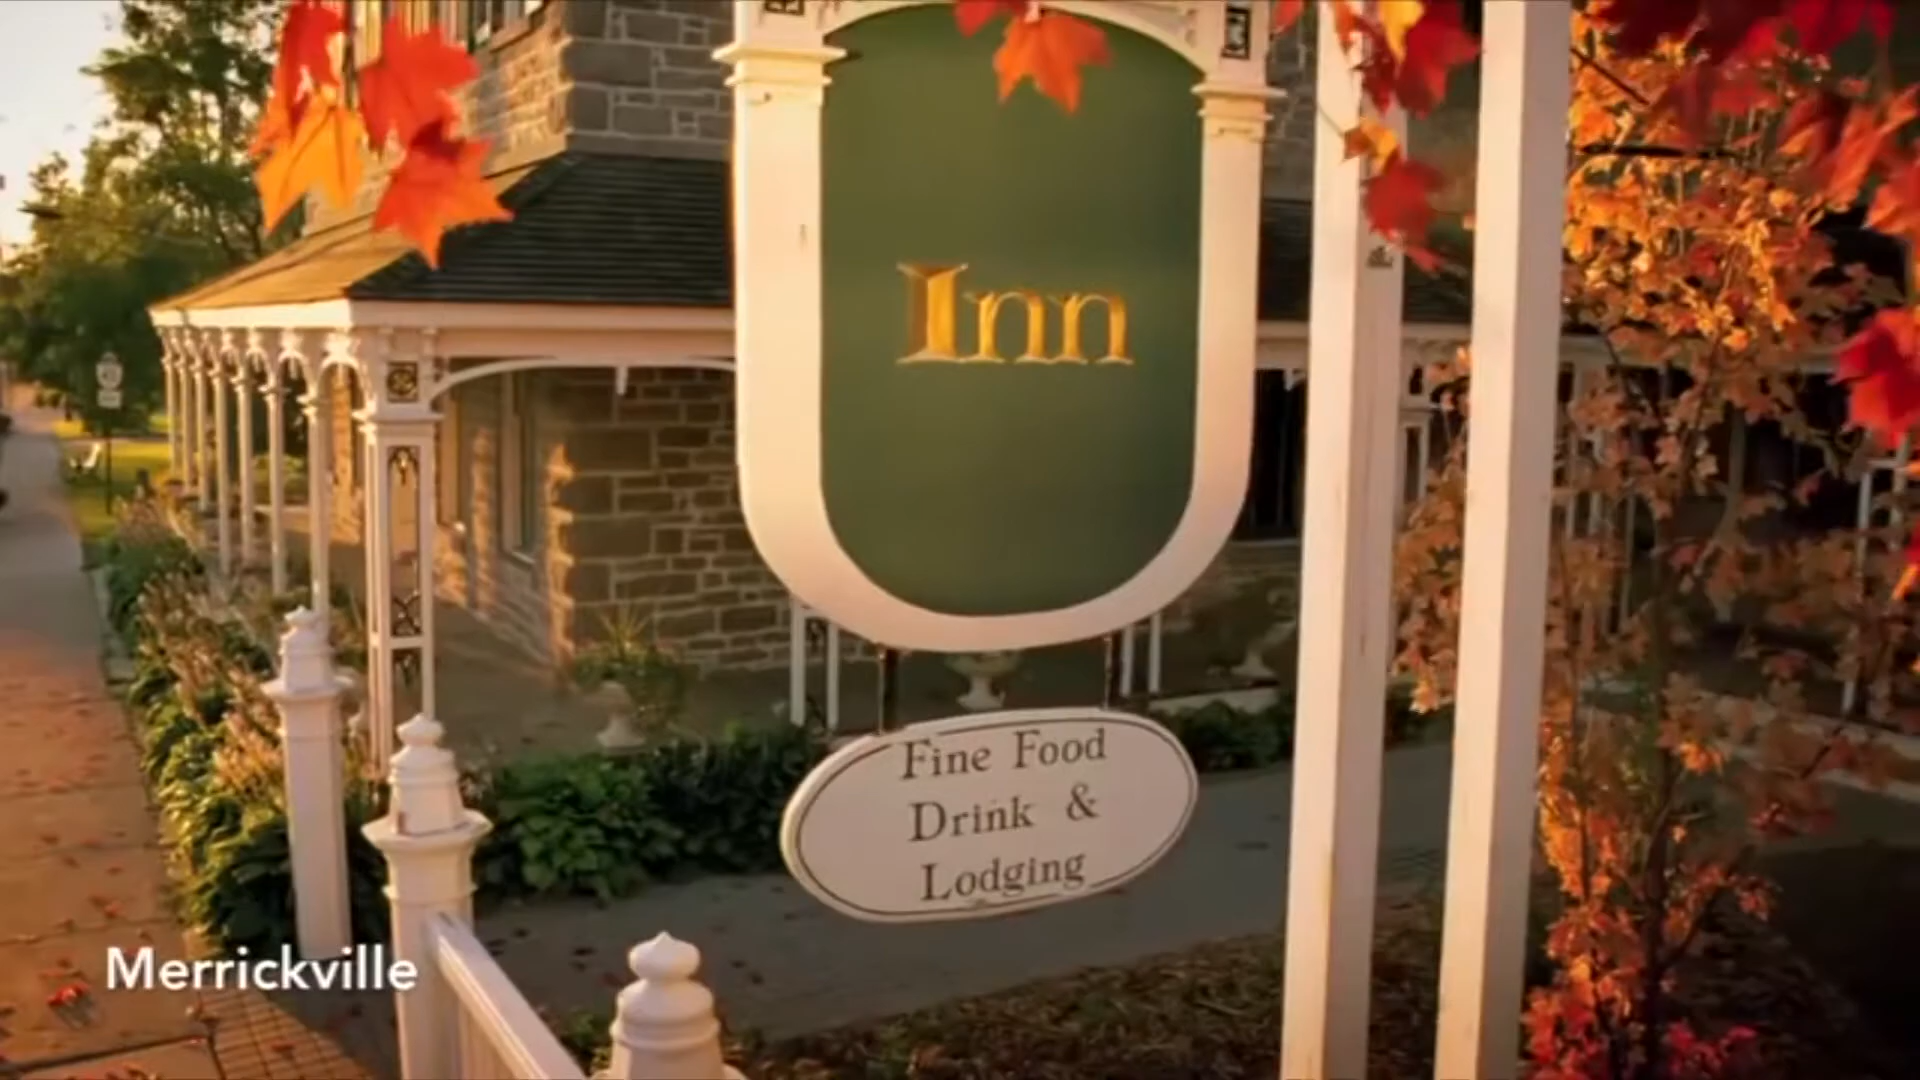 Inn
Fine Food
Drink &
Lodging
Merrickville